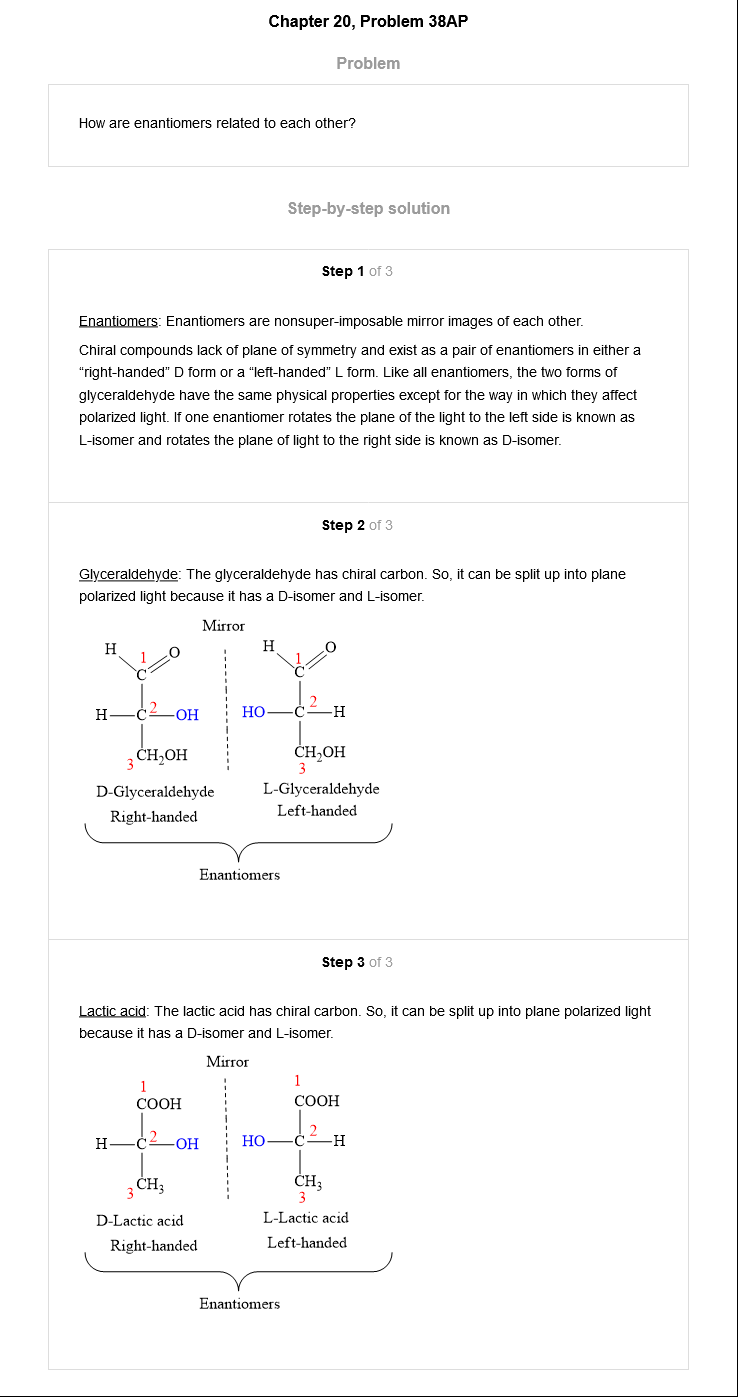 Chapter 20, Problem 38AP
Problem
How are enantiomers related to each other?
Step-by-step solution
Step 1 of 3
Enantiomers: Enantiomers are nonsuper-imposable mirror images of each other.
Chiral compounds lack of plane of symmetry and exist as a pair of enantiomers in either a
“right-handed” D form or a “left-handed” L form. Like all enantiomers, the two forms of
glyceraldehyde have the same physical properties except for the way in which they affect
polarized light. If one enantiomer rotates the plane of the light to the left side is known as
L-isomer and rotates the plane of light to the right side is known as D-isomer.
Step 2 of 3
Glyceraldehyde: The glyceraldehyde has chiral carbon. So, it can be split up into plane
polarized light because it has a D-isomer and L-isomer.
Mirror
H 1 O H 1 O
C C
H C 2 OH HO C 2 H
3 CH2OH CH2OH
3
D-Glyceraldehyde L-Glyceraldehyde
Right-handed Left-handed
Enantiomers
Step 3 of 3
Lactic acid: The lactic acid has chiral carbon. So, it can be split up into plane polarized light
because it has a D-isomer and L-isomer.
Mirror
1 1
COOH COOH
H C 2 OH HO C 2 H
3 CH3 CH3
3
D-Lactic acid L-Lactic acid
Right-handed Left-handed
Enantiomers